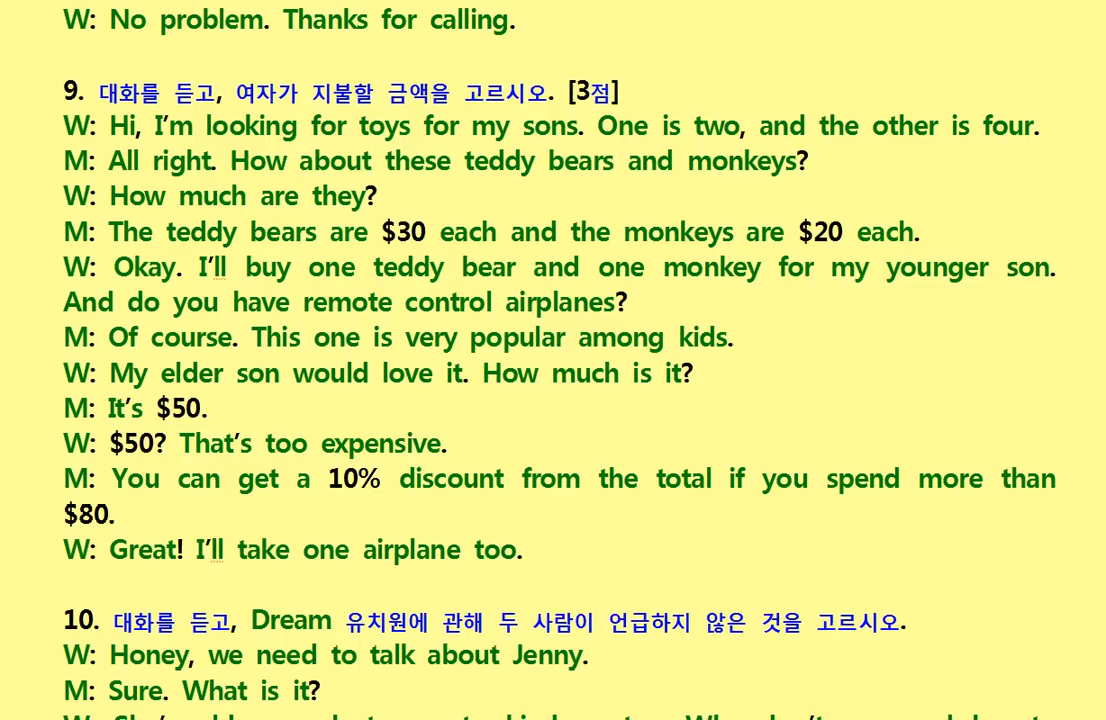 W: No problem. Thanks for calling.
9. 대화를 듣고, 여자가 지불할 금액을 고르시오. [3점]
W: Hi, I'm looking for toys for my sons. One is two, and the other is four.
M: All right. How about these teddy bears and monkeys?
W: How much are they?
M: The teddy bears are $30 each and the monkeys are $20 each.
W: Okay. I'll buy one teddy bear and one monkey for my younger son.
And do you have remote control airplanes?
M: Of course. This one is very popular among kids.
W: My elder son would love it. How much is it?
M: It's $50.
W: $50? That's too expensive.
M: You can get a 10% discount from the total if you spend more than
$80.
W: Great! I'll take one airplane too.
10. 대화를 듣고, Dream 유치원에 관해 두 사람이 언급하지 않은 것을 고르시오.
W: Honey, we need to talk about Jenny.
M: Sure. What is it?